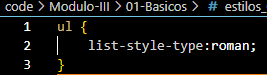 code > Modulo-III > 01-Basicos > # estilos_
1 ul {
2 list-style-type:roman;
3 }